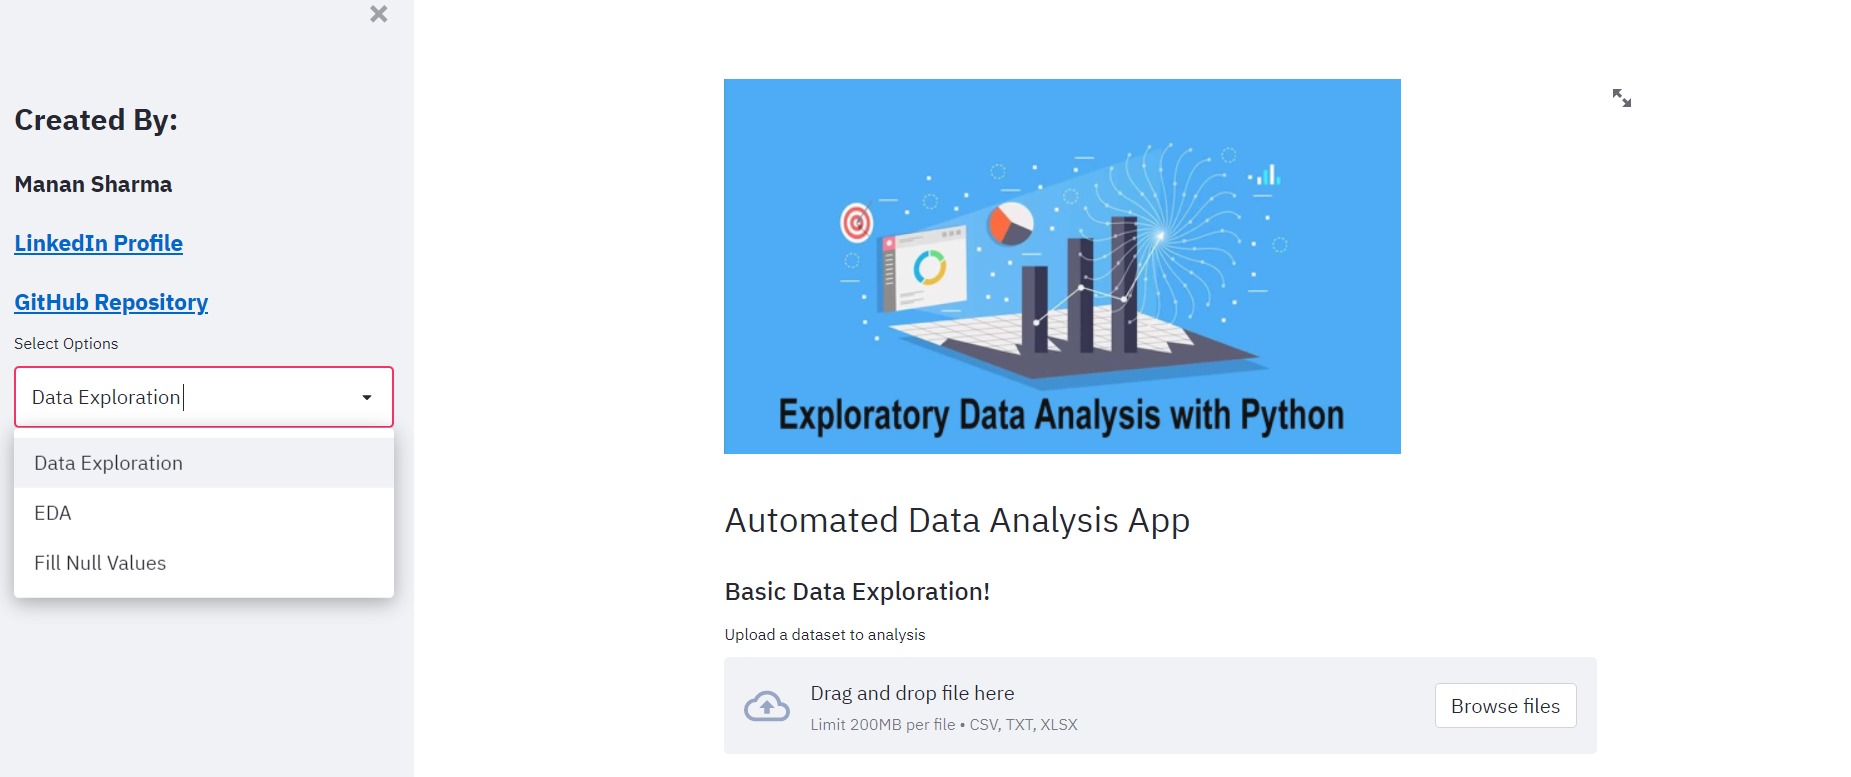 Created By:
Manan Sharma
LinkedIn Profile
GitHub Repository
Select Options
Data Exploration
Data Exploration
EDA
Fill Null Values
Exploratory Data Analysis with Python
Automated Data Analysis App
Basic Data Exploration!
Upload a dataset to analysis
Drag and drop file here
Limit 200MB per file • CSV, TXT, XLSX
Browse files